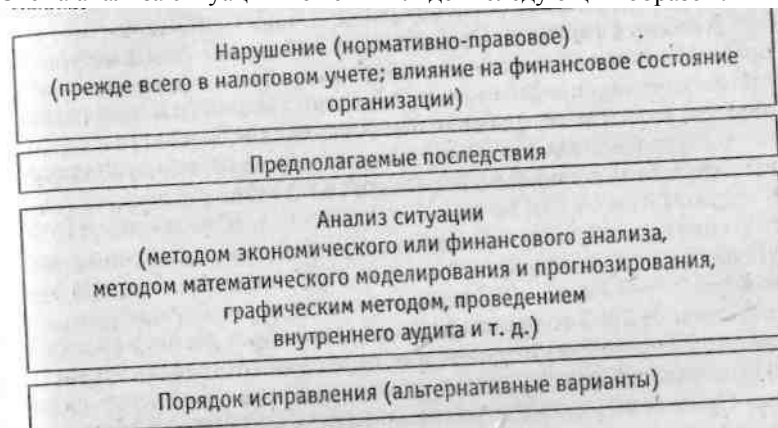 Нарушение (нормативно-правовое)
(прежде всего в налоговом учете; влияние на финансовое состояние
организации)
Предполагаемые последствия
Анализ ситуации
(методом экономического или финансового анализа,
методом математического моделирования и прогнозирования,
графическим методом, проведением
внутреннего аудита и т. д.)
Порядок исправления (альтернативные варианты)